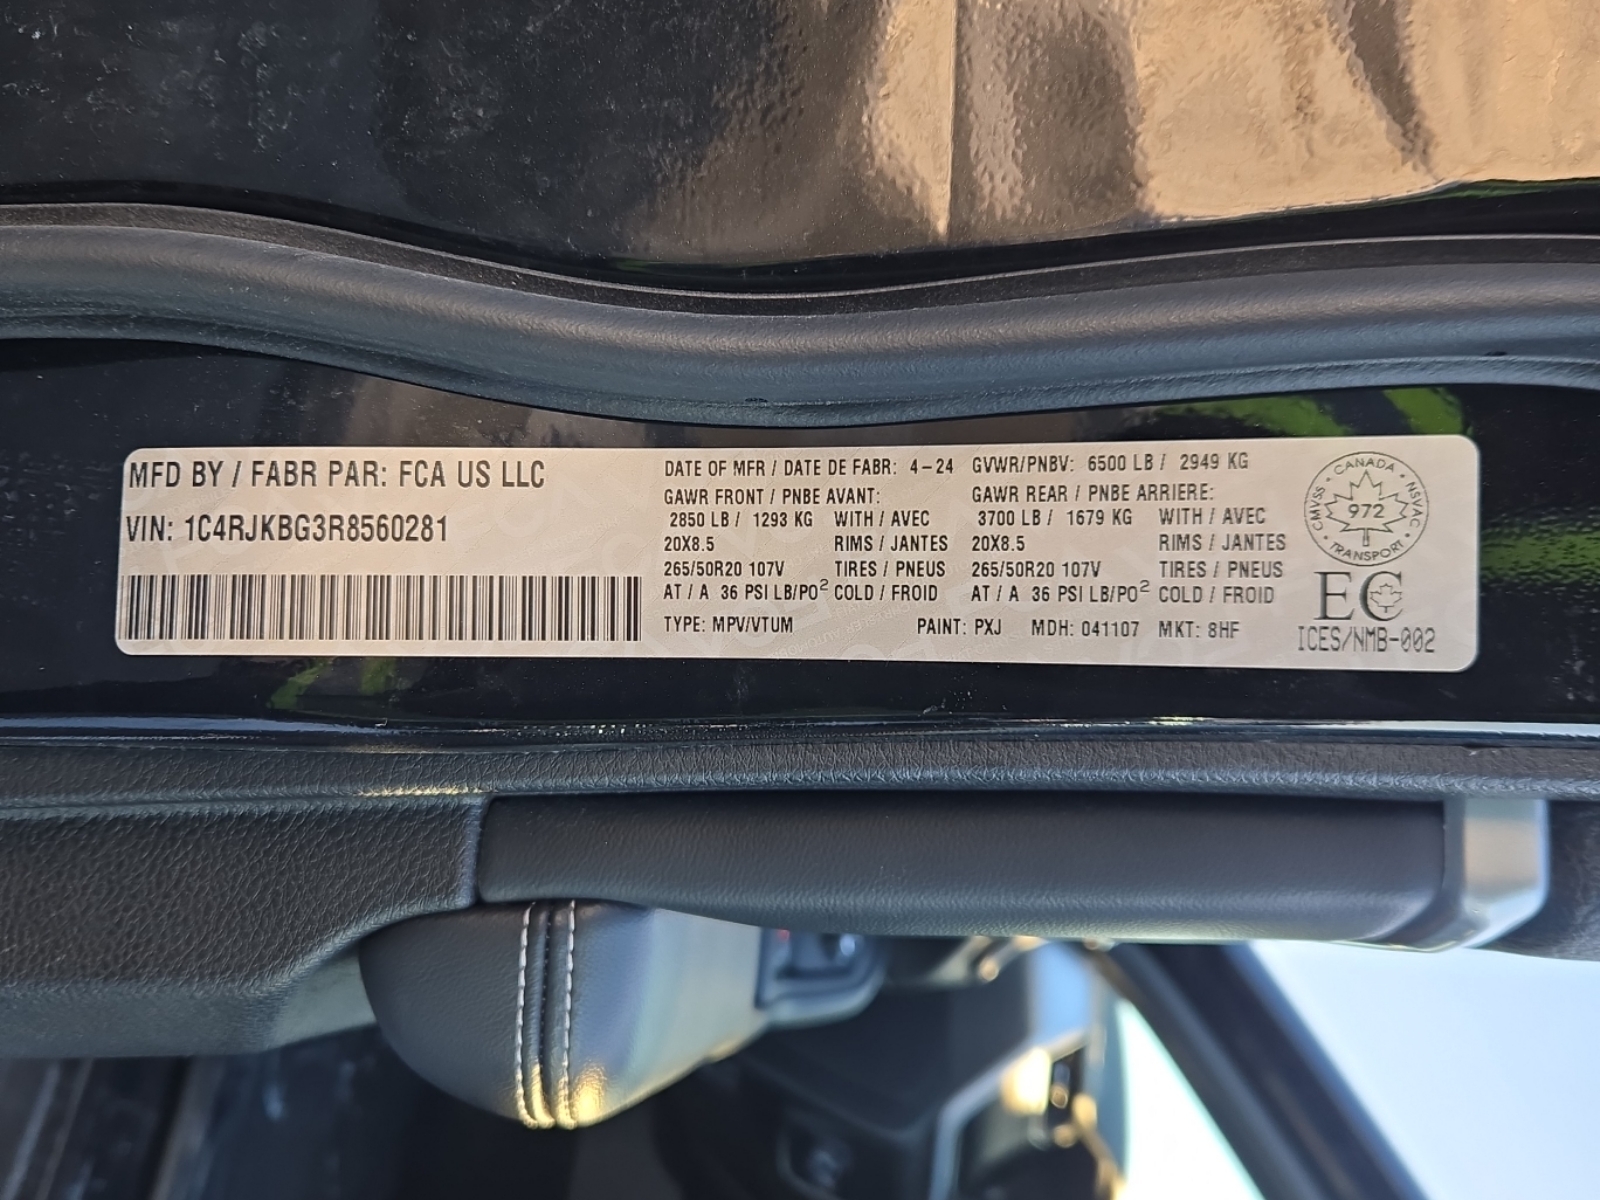 MFD BY / FABR PAR: FCA US LLC
VIN: 1C4RJKBG3R8560281
DATE OF MFR / DATE DE FABR: 4-24 GVWR/PNBV: 6500 LB / 2949 KG
GAWR FRONT / PNBE AVANT: GAWR REAR / PNBE ARRIERE:
2850 LB / 1293 KG WITH / AVEC 3700 LB / 1679 KG WITH / AVEC
20X8.5 RIMS / JANTES 20X8.5 RIMS / JANTES
265/50R20 107V TIRES / PNEUS 265/50R20 107V TIRES / PNEUS
AT / A 36 PSI LB/PO² COLD / FROID AT / A 36 PSI LB/PO² COLD / FROID
TYPE: MPV/VTUM PAINT: PXJ MDH: 041107 MKT: 8HF
CANADA
CMVSS 972 NSVAC
TRANSPORT
EC
ICES/NMB-002